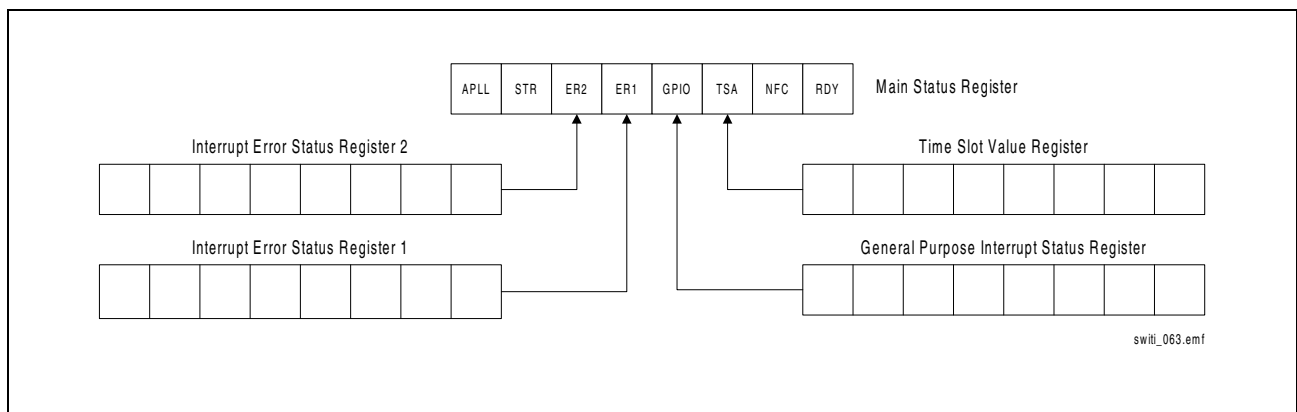 APLL STR ER2 ER1 GPIO TSA NFC RDY Main Status Register
Interrupt Error Status Register 2
Time Slot Value Register
Interrupt Error Status Register 1
General Purpose Interrupt Status Register
switi_063.emf